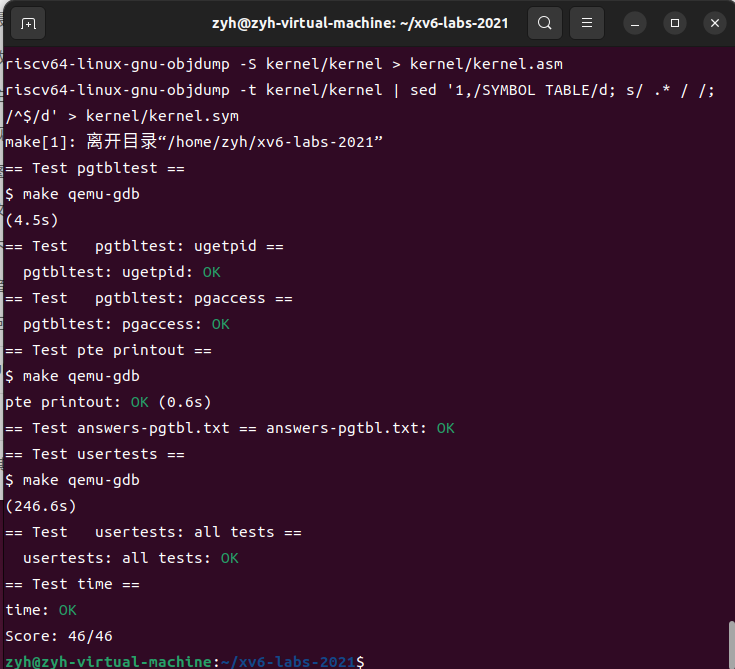 zyh@zyh-virtual-machine: ~/xv6-labs-2021
riscv64-linux-gnu-objdump -S kernel/kernel > kernel/kernel.asm
riscv64-linux-gnu-objdump -t kernel/kernel | sed '1,/SYMBOL TABLE/d; s/ .* / /;
/^$/d' > kernel/kernel.sym
make[1]: 离开目录“/home/zyh/xv6-labs-2021”
== Test pgtbltest ==
$ make qemu-gdb
(4.5s)
== Test   pgtbltest: ugetpid ==
  pgtbltest: ugetpid: OK
== Test   pgtbltest: pgaccess ==
  pgtbltest: pgaccess: OK
== Test pte printout ==
$ make qemu-gdb
pte printout: OK (0.6s)
== Test answers-pgtbl.txt == answers-pgtbl.txt: OK
== Test usertests ==
$ make qemu-gdb
(246.6s)
== Test   usertests: all tests ==
  usertests: all tests: OK
== Test time ==
time: OK
Score: 46/46
zyh@zyh-virtual-machine:~/xv6-labs-2021$